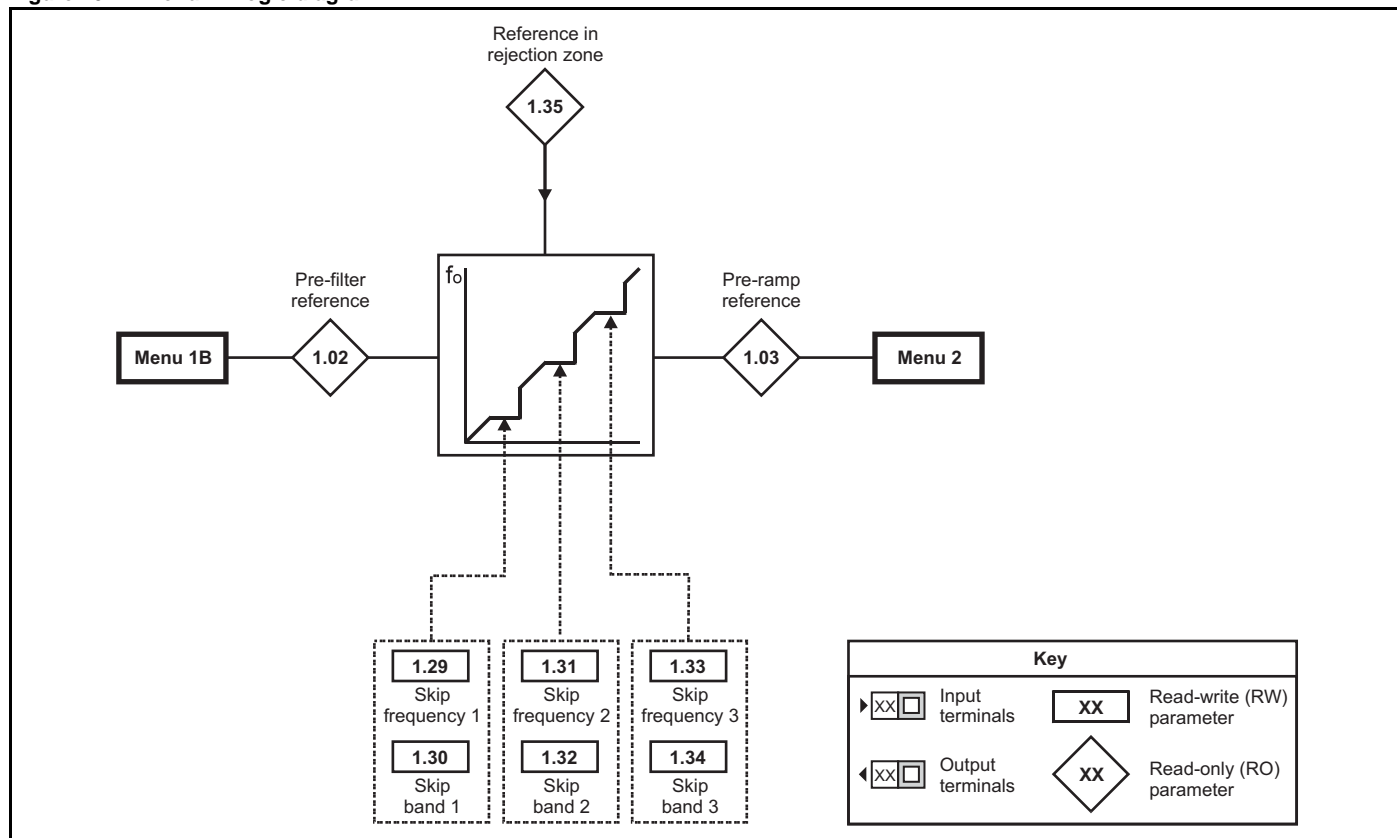 Reference in
rejection zone
1.35
Pre-filter
reference
Pre-ramp
reference
fo
Menu 1B
1.02
1.03
Menu 2
1.29
1.31
1.33
Skip
frequency 1
Skip
frequency 2
Skip
frequency 3
1.30
1.32
1.34
Skip
band 1
Skip
band 2
Skip
band 3
Key
XX
Input
terminals
XX
Read-write (RW)
parameter
XX
Output
terminals
XX
Read-only (RO)
parameter